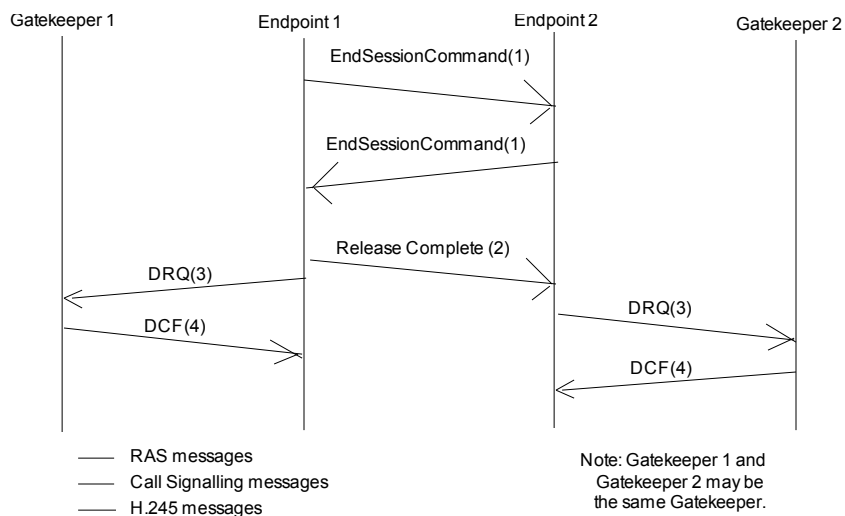 Gatekeeper 1
Endpoint 1
Endpoint 2
Gatekeeper 2
EndSessionCommand(1)
EndSessionCommand(1)
Release Complete (2)
DRQ(3)
DRQ(3)
DCF(4)
DCF(4)
RAS messages
Call Signalling messages
H.245 messages
Note: Gatekeeper 1 and
Gatekeeper 2 may be
the same Gatekeeper.